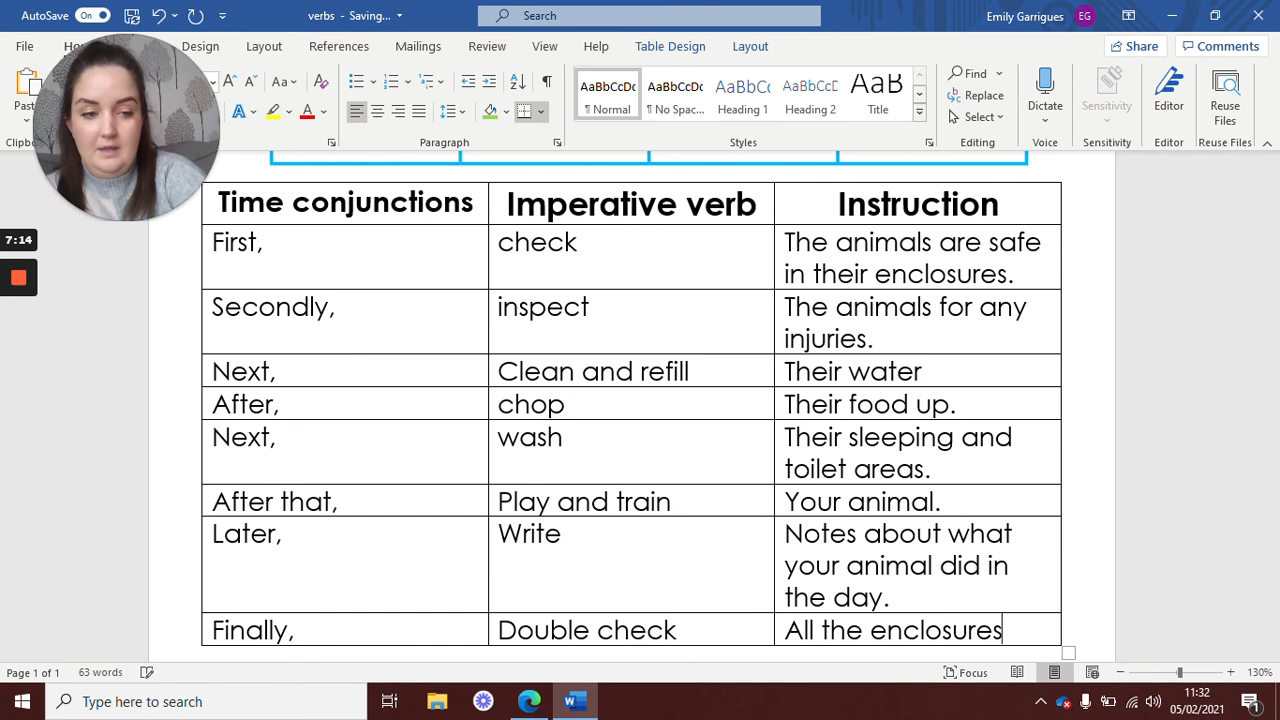 AutoSave On verbs - Saving... Search Emily Garrigues EG
File Design Layout References Mailings Review View Help Table Design Layout Share Comments
Paste Aa A A AaBbCcDc AaBbCcDc AaBbCc AaBbCcD AaB Find Replace Select Dictate Sensitivity Editor Reuse Files
¶ Normal ¶ No Spac... Heading 1 Heading 2 Title
Paragraph Styles Editing Voice Sensitivity Editor Reuse Files
7:14
Time conjunctions Imperative verb Instruction
First, check The animals are safe
in their enclosures.
Secondly, inspect The animals for any
injuries.
Next, Clean and refill Their water
After, chop Their food up.
Next, wash Their sleeping and
toilet areas.
After that, Play and train Your animal.
Later, Write Notes about what
your animal did in
the day.
Finally, Double check All the enclosures
Page 1 of 1 63 words Focus 130%
Type here to search 11:32
05/02/2021